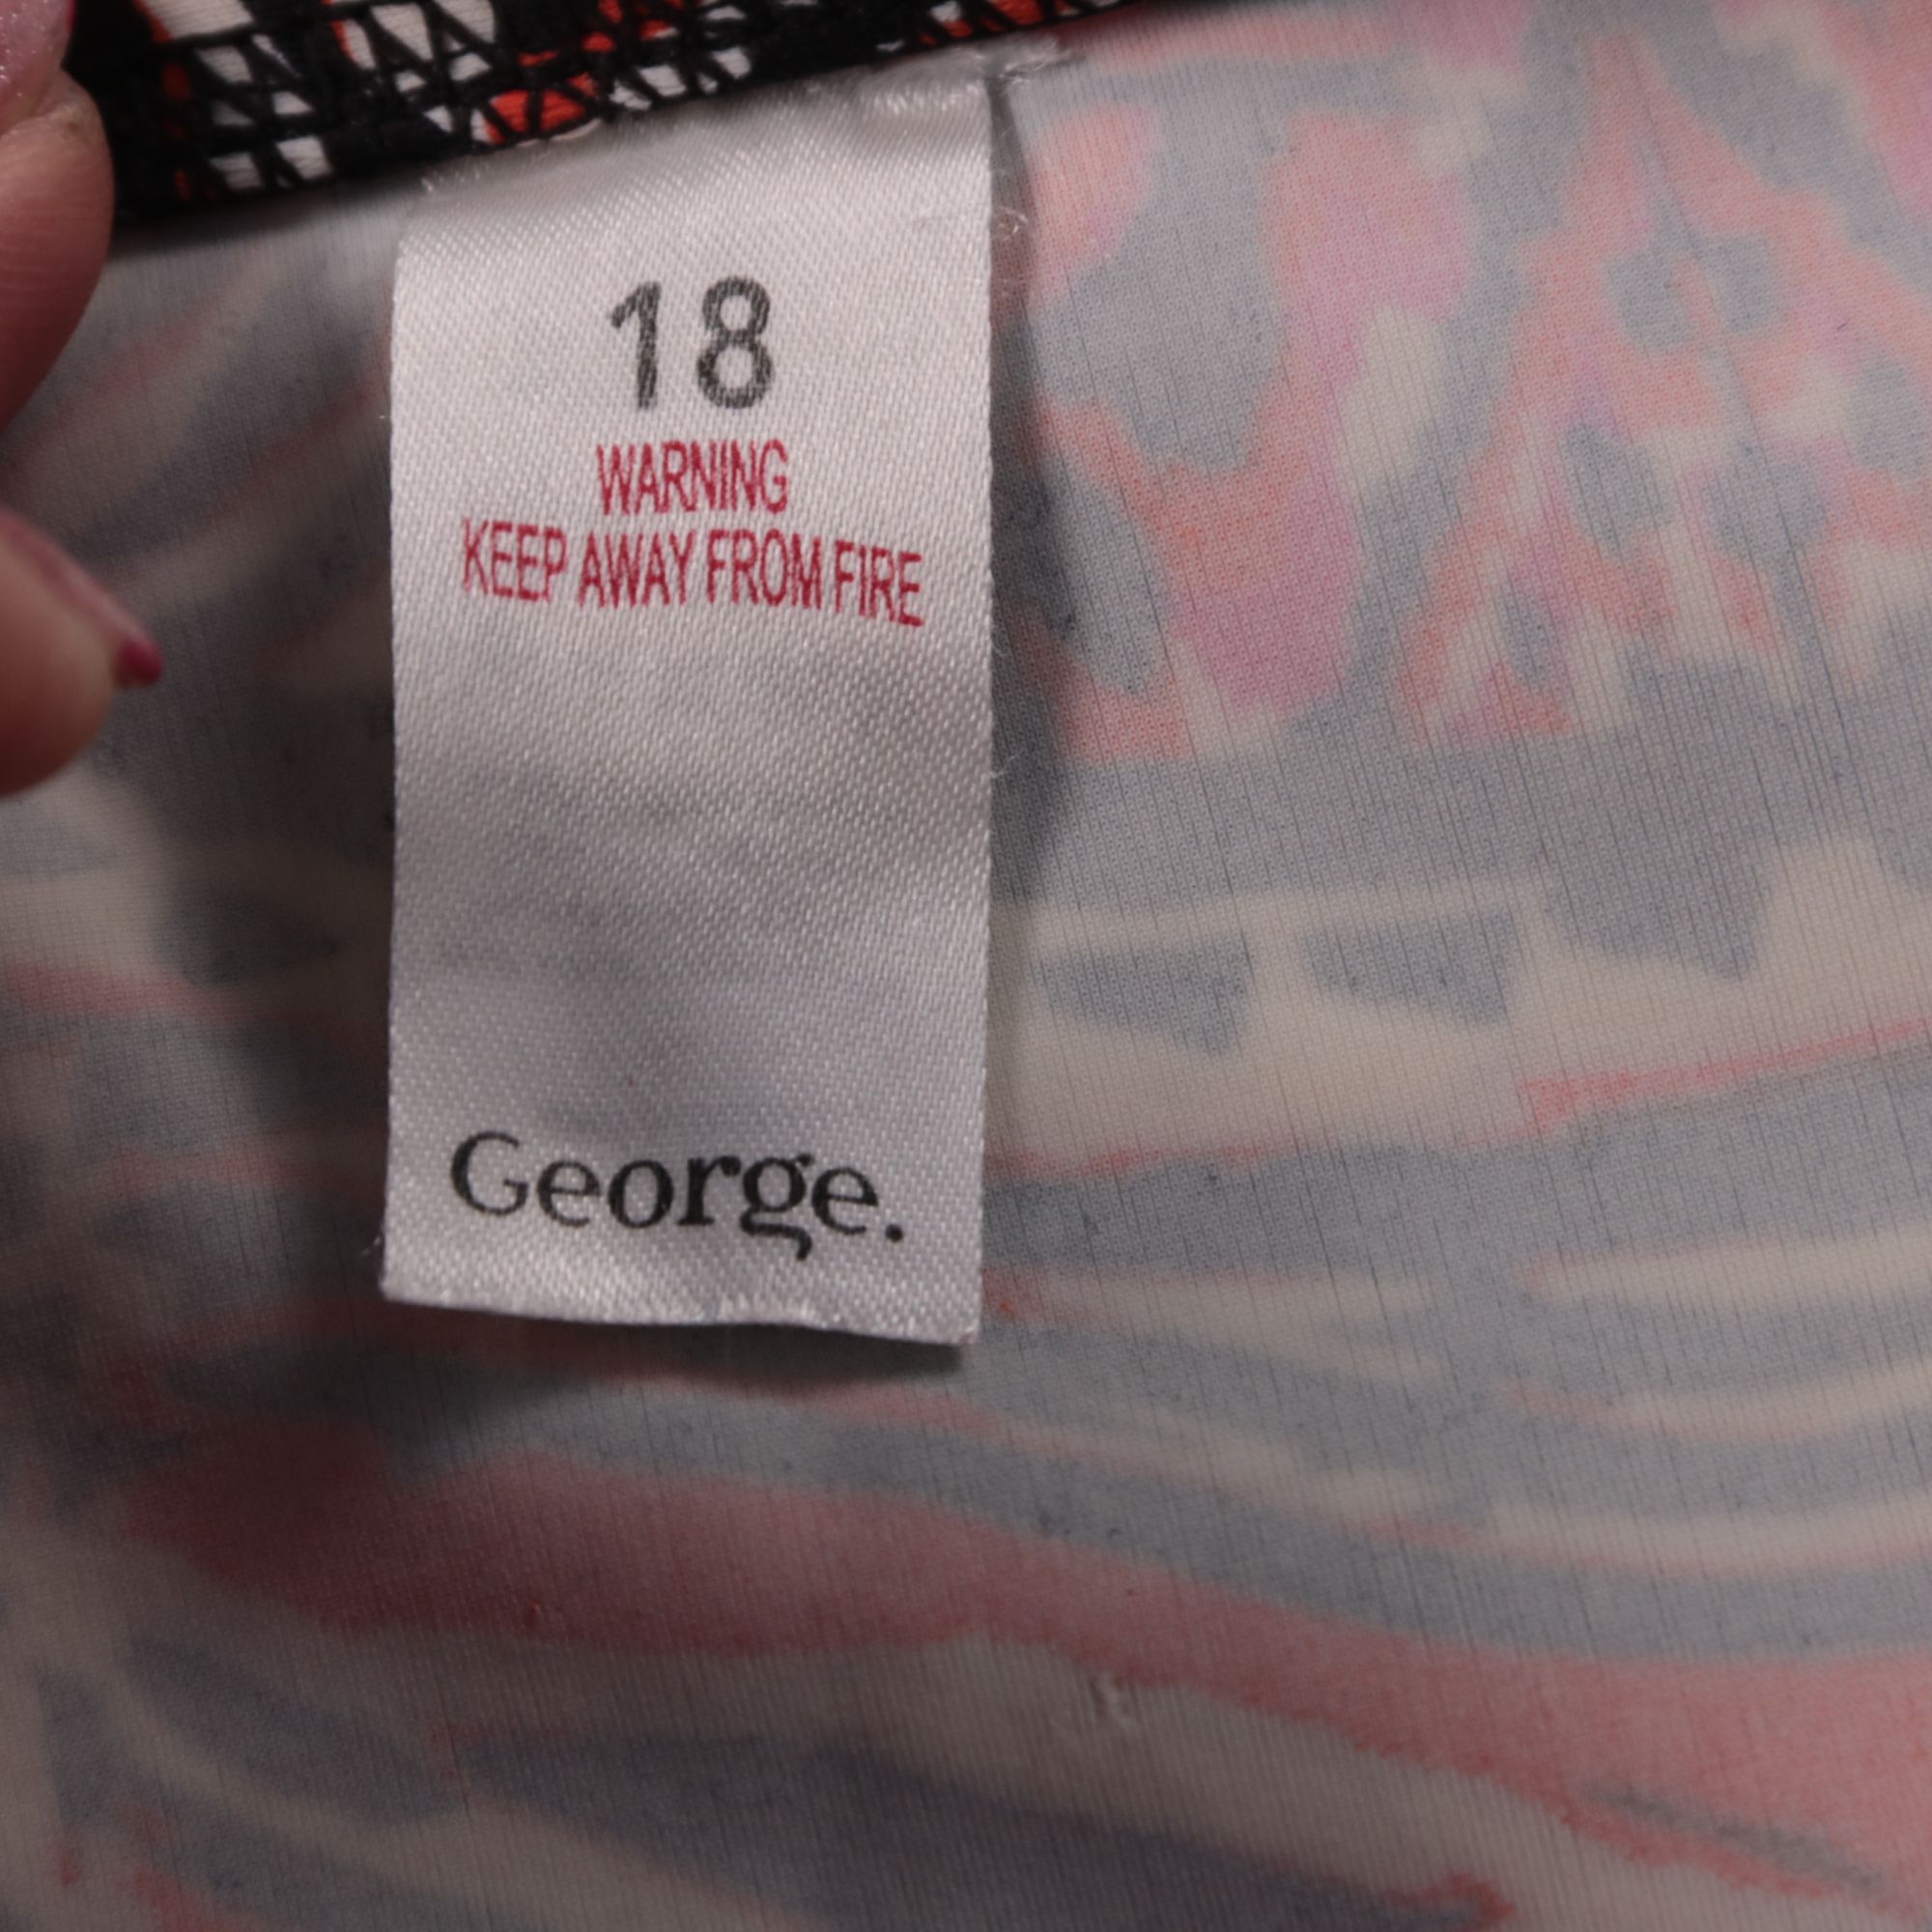 18
WARNING
KEEP AWAY FROM FIRE
George.